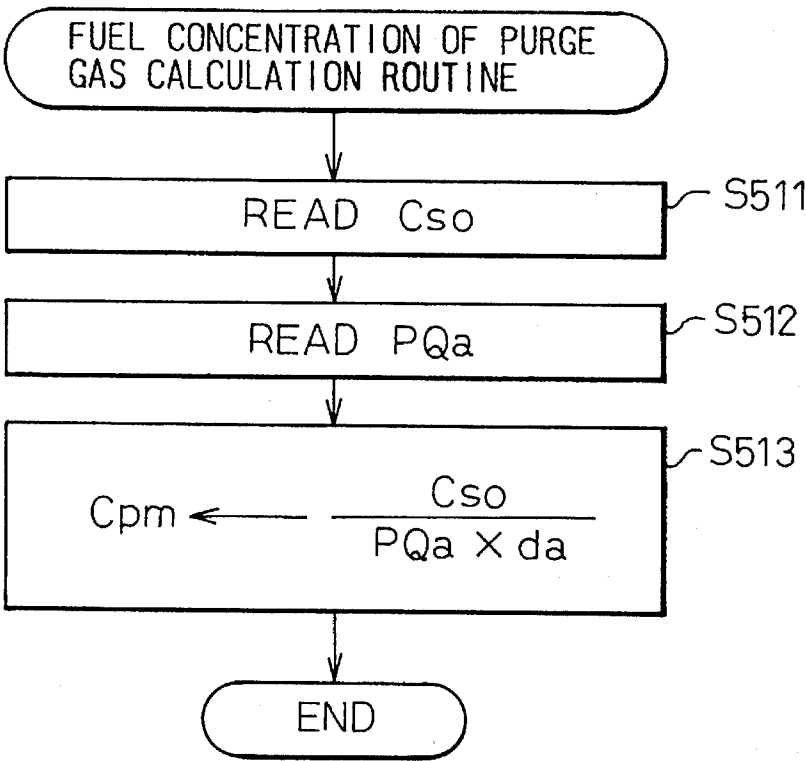 FUEL CONCENTRATION OF PURGE
GAS CALCULATION ROUTINE
READ Cso
S511
READ PQa
S512
S513
Cpm ← Cso
PQa × da
END